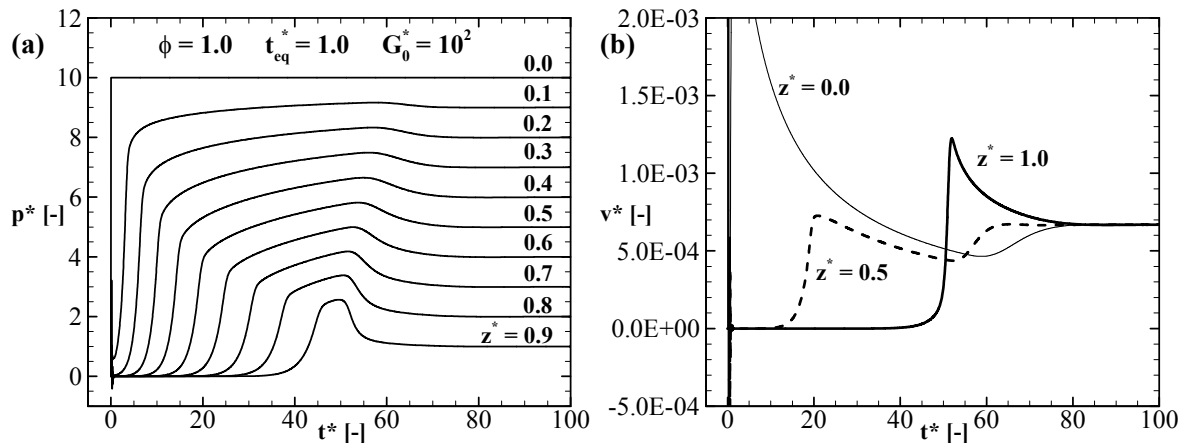 (a)
ϕ = 1.0 t*eq = 1.0 G*0 = 10²
0.0
0.1
0.2
0.3
0.4
0.5
0.6
0.7
0.8
z* = 0.9
10
8
6
4
2
0
p* [-]
0 20 40 60 80 100
t* [-]
(b)
z* = 0.0
z* = 1.0
z* = 0.5
2.0E-03
1.5E-03
1.0E-03
v* [-]
5.0E-04
0.0E+00
-5.0E-04
0 20 40 60 80 100
t* [-]